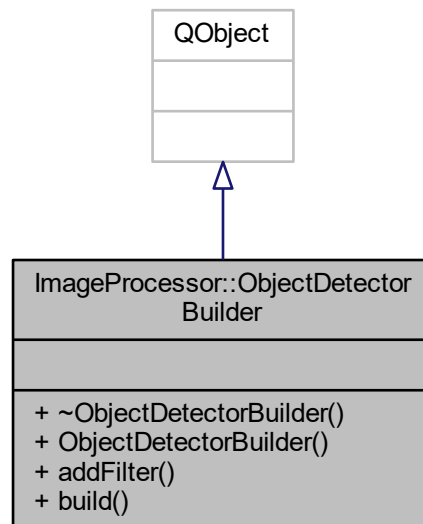 QObject
ImageProcessor::ObjectDetector
Builder
+ ~ObjectDetectorBuilder()
+ ObjectDetectorBuilder()
+ addFilter()
+ build()